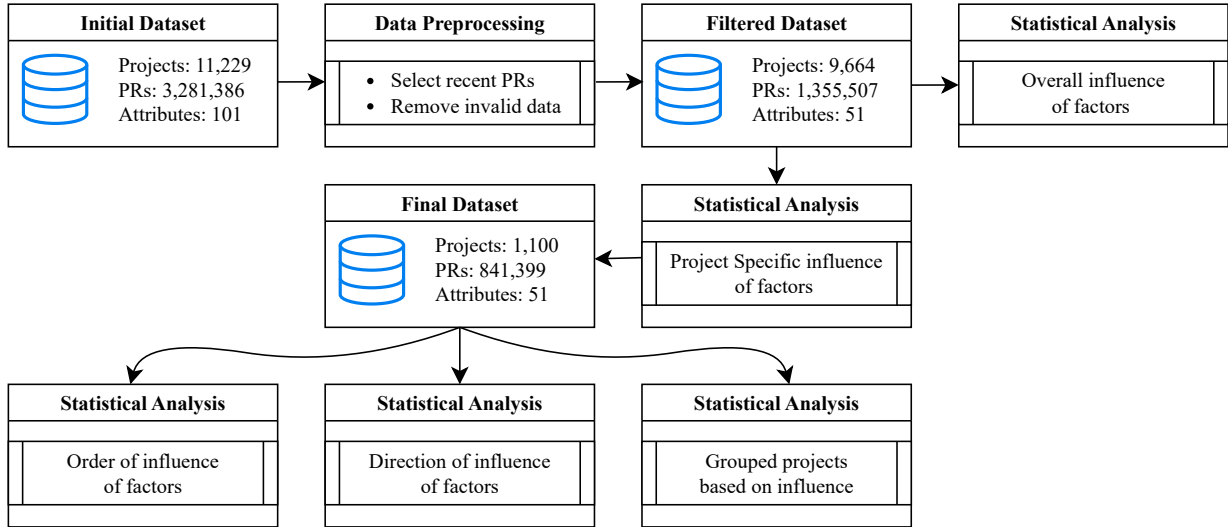 Initial Dataset
Projects: 11,229
PRs: 3,281,386
Attributes: 101
Data Preprocessing
• Select recent PRs
• Remove invalid data
Filtered Dataset
Projects: 9,664
PRs: 1,355,507
Attributes: 51
Statistical Analysis
Overall influence
of factors
Final Dataset
Projects: 1,100
PRs: 841,399
Attributes: 51
Statistical Analysis
Project Specific influence
of factors
Statistical Analysis
Order of influence
of factors
Statistical Analysis
Direction of influence
of factors
Statistical Analysis
Grouped projects
based on influence